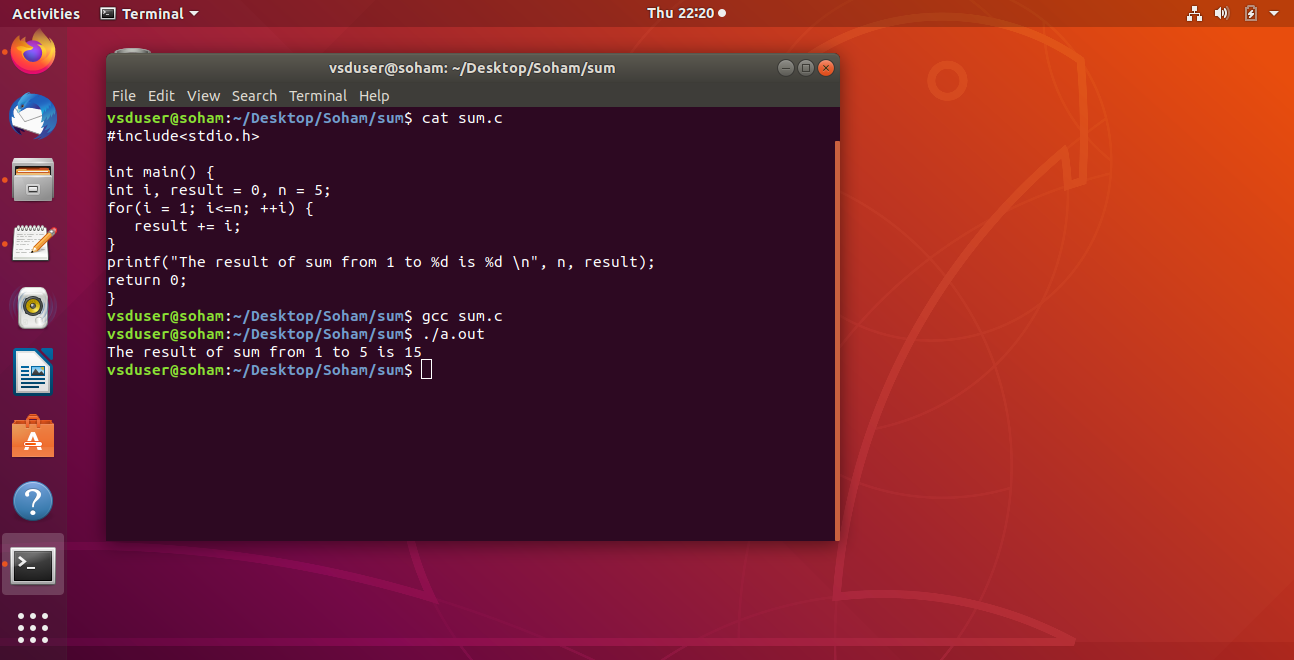 Activities Terminal Thu 22:20
vsduser@soham: ~/Desktop/Soham/sum
File Edit View Search Terminal Help
vsduser@soham:~/Desktop/Soham/sum$ cat sum.c
#include<stdio.h>

int main() {
int i, result = 0, n = 5;
for(i = 1; i<=n; ++i) {
   result += i;
}
printf("The result of sum from 1 to %d is %d \n", n, result);
return 0;
}
vsduser@soham:~/Desktop/Soham/sum$ gcc sum.c
vsduser@soham:~/Desktop/Soham/sum$ ./a.out
The result of sum from 1 to 5 is 15
vsduser@soham:~/Desktop/Soham/sum$